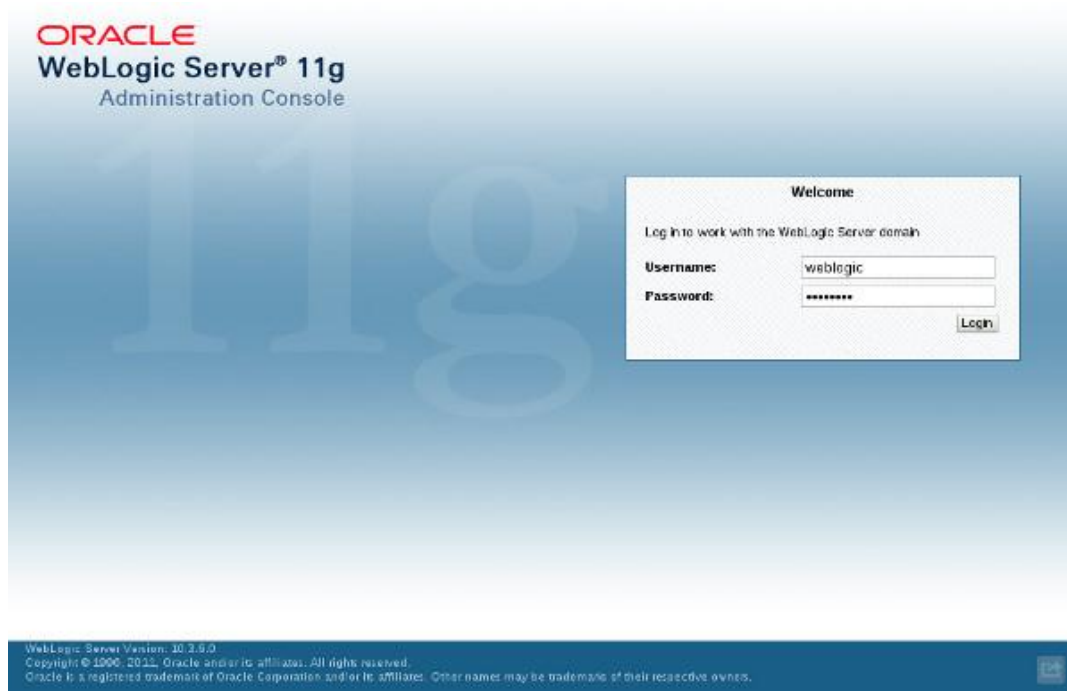 ORACLE
WebLogic Server® 11g
Administration Console
11g
Welcome
Log in to work with the WebLogic Server domain
Username: weblogic
Password: ••••••••
Login
WebLogic Server Version: 10.3.6.0
Copyright © 1996, 2011, Oracle and/or its affiliates. All rights reserved.
Oracle is a registered trademark of Oracle Corporation and/or its affiliates. Other names may be trademarks of their respective owners.